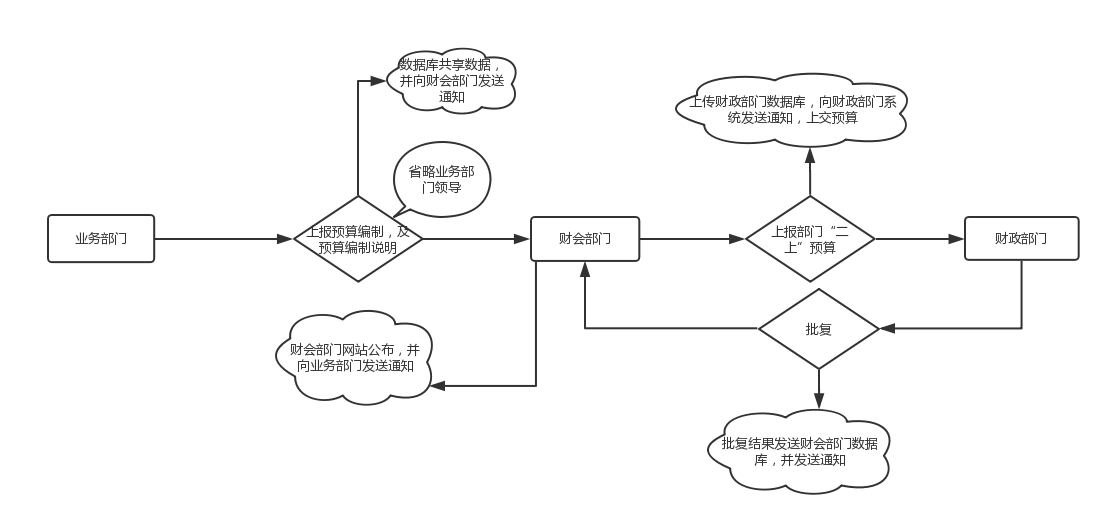 数据库共享数据，
并向财会部门发送
通知
上传财政部门数据库，向财政部门系
统发送通知，上交预算
省略业务部
门领导
业务部门
上报预算编制，及
预算编制说明
财会部门
上报部门“二
上”预算
财政部门
批复
财会部门网站公布，并
向业务部门发送通知
批复结果发送财会部门数据
库，并发送通知